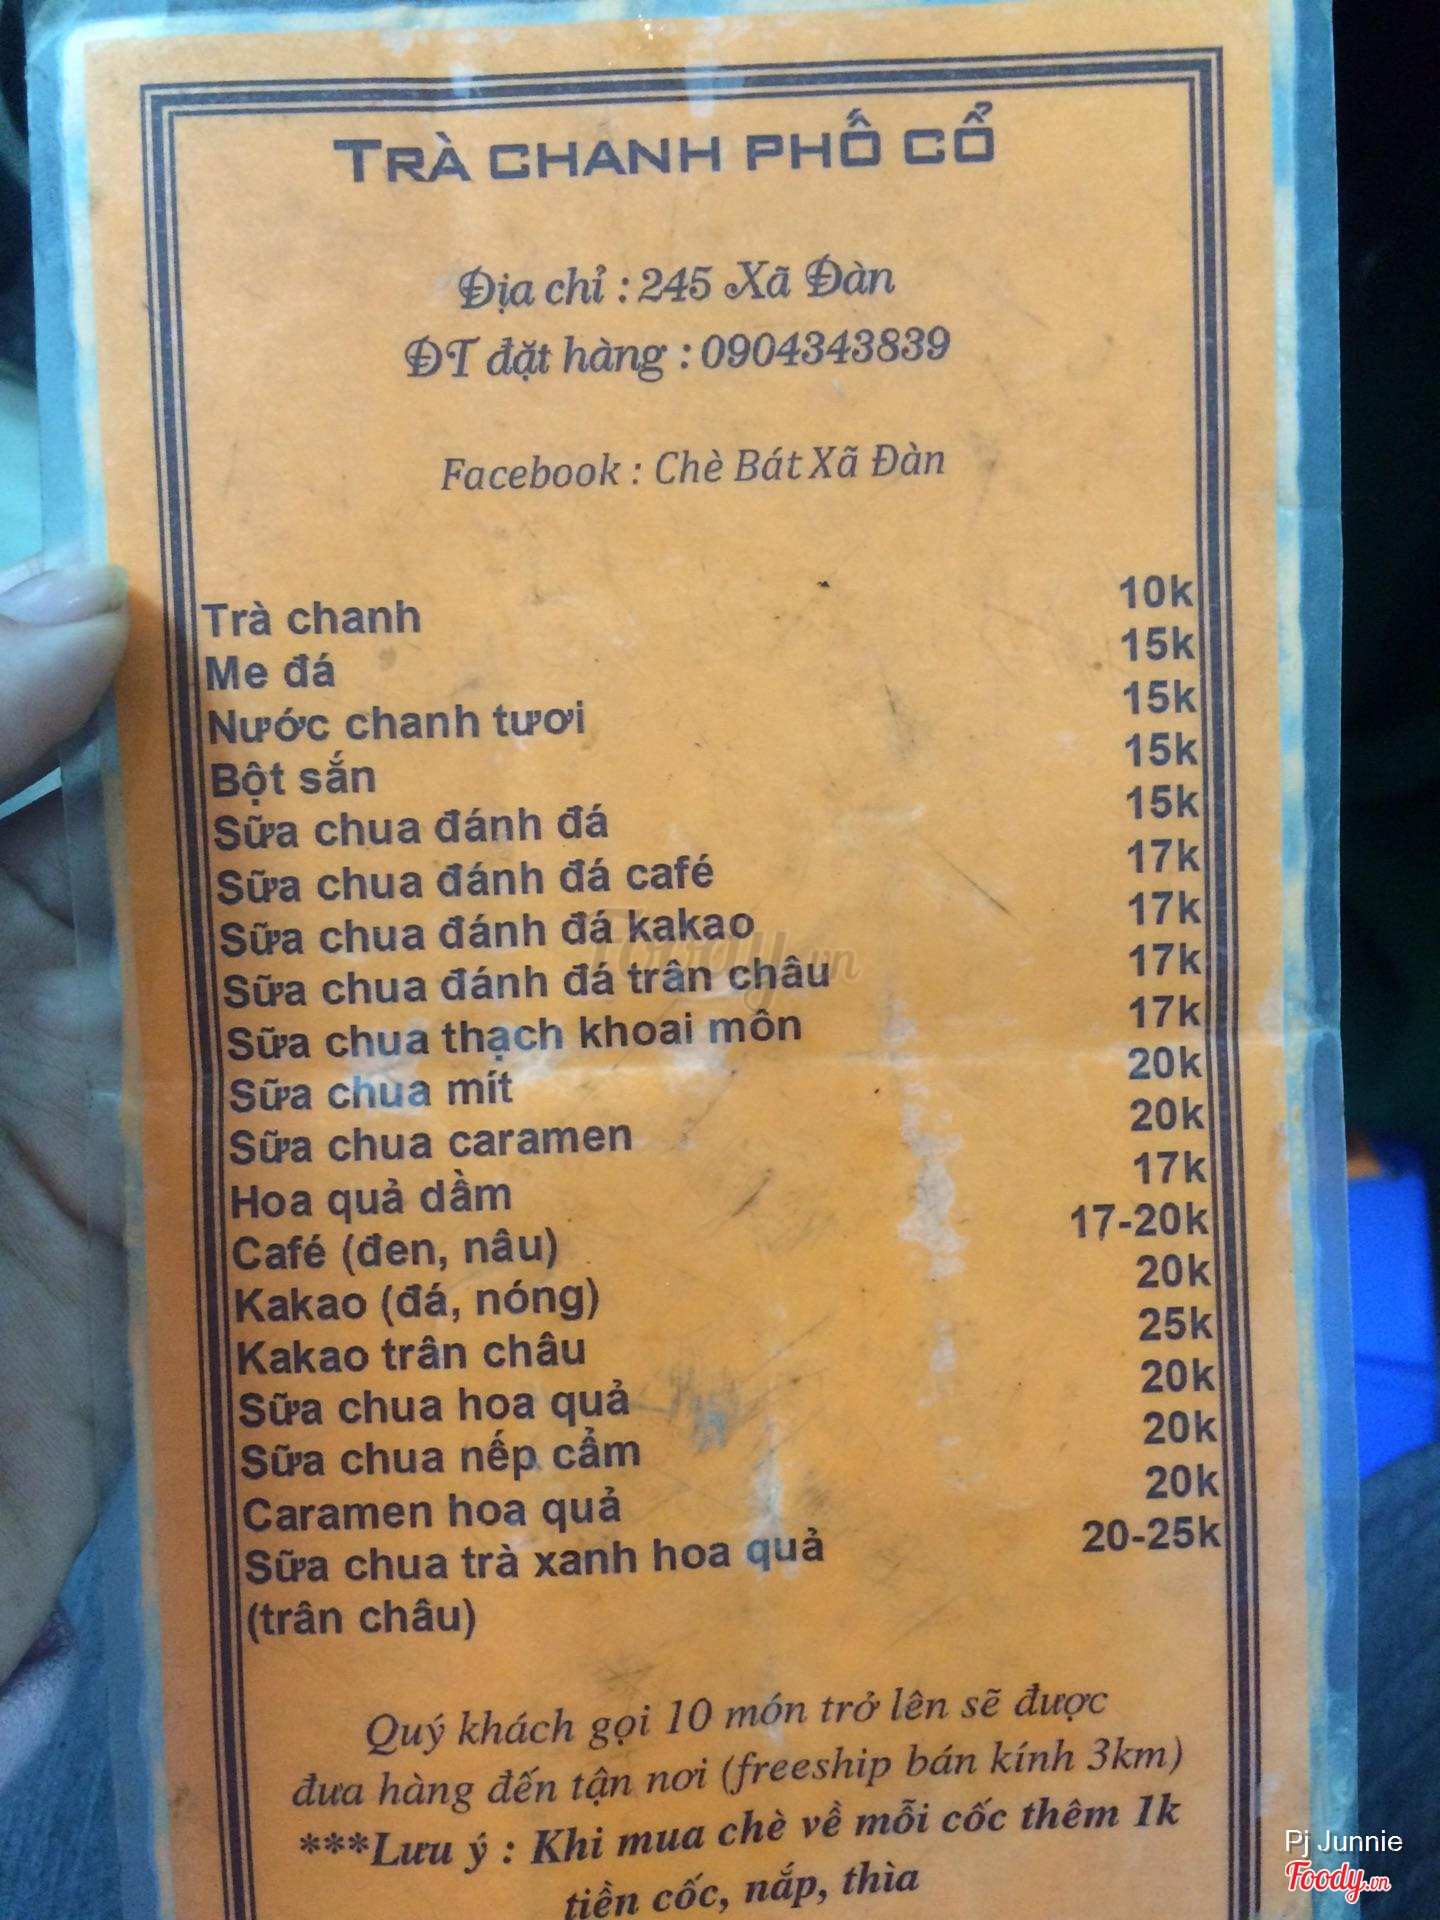 TRÀ CHANH PHỐ CỔ
Địa chỉ : 245 Xã Đàn
ĐT đặt hàng : 0904343839
Facebook : Chè Bát Xã Đàn
Trà chanh 10k
Me đá 15k
Nước chanh tươi 15k
Bột sắn 15k
Sữa chua đánh đá 15k
Sữa chua đánh đá café 17k
Sữa chua đánh đá kakao 17k
Sữa chua đánh đá trân châu 17k
Sữa chua thạch khoai môn 17k
Sữa chua mít 20k
Sữa chua caramen 20k
Hoa quả dầm 17k
Café (đen, nâu) 17-20k
Kakao (đá, nóng) 20k
Kakao trân châu 25k
Sữa chua hoa quả 20k
Sữa chua nếp cẩm 20k
Caramen hoa quả 20k
Sữa chua trà xanh hoa quả 20-25k
(trân châu)
Quý khách gọi 10 món trở lên sẽ được
đưa hàng đến tận nơi (freeship bán kính 3km)
***Lưu ý : Khi mua chè về mỗi cốc thêm 1k
tiền cốc, nắp, thìa
Foody.vn
Pj Junnie
Foody.vn